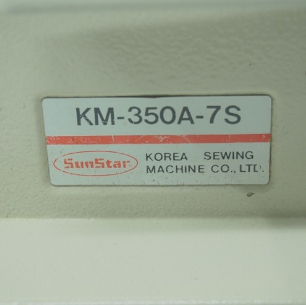 KM-350A-7S
SunStar
KOREA SEWING
MACHINE CO., LTD.